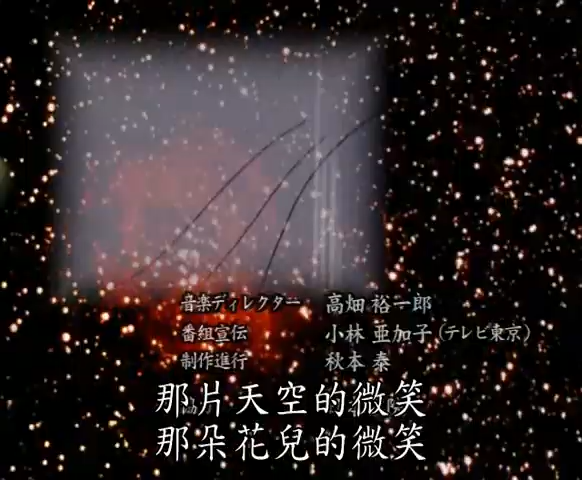 音楽ディレクター 高畑 裕一郎
番組宣伝 小林 亜加子(テレビ東京)
制作進行 秋本 泰
那片天空的微笑
那朵花兒的微笑